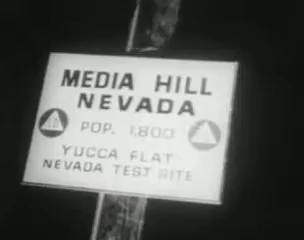 MEDIA HILL
NEVADA
POP. 1,800
YUCCA FLAT
NEVADA TEST SITE